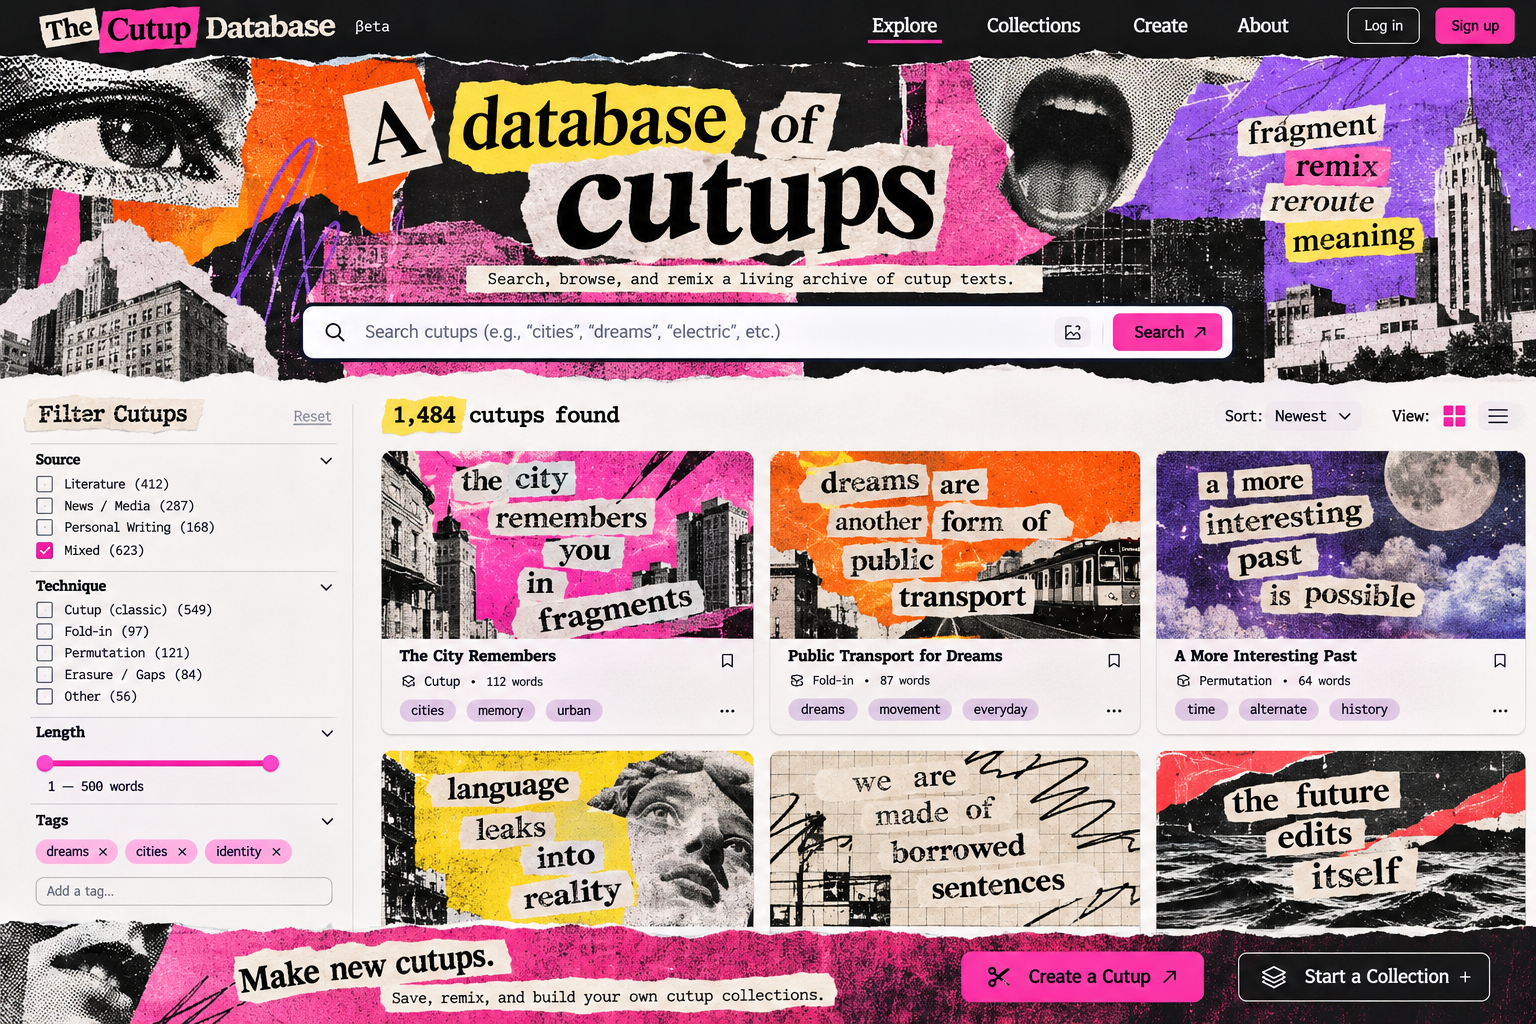 The Cutup Database βeta
Explore
Collections
Create
About
Log in
Sign up
A database of
cutups
fragment
remix
reroute
meaning
Search, browse, and remix a living archive of cutup texts.
Search cutups (e.g., “cities”, “dreams”, “electric”, etc.)
Search
Filter Cutups
Reset
Source
Literature (412)
News / Media (287)
Personal Writing (168)
Mixed (623)
Technique
Cutup (classic) (549)
Fold-in (97)
Permutation (121)
Erasure / Gaps (84)
Other (56)
Length
1 — 500 words
Tags
dreams ×
cities ×
identity ×
Add a tag...
1,484 cutups found
Sort: Newest
View:
the city
remembers
you
in
fragments
The City Remembers
Cutup • 112 words
cities
memory
urban
dreams are
another form of
public
transport
Public Transport for Dreams
Fold-in • 87 words
dreams
movement
everyday
a more
interesting
past
is possible
A More Interesting Past
Permutation • 64 words
time
alternate
history
language
leaks
into
reality
we are
made of
borrowed
sentences
the future
edits
itself
Make new cutups.
Save, remix, and build your own cutup collections.
Create a Cutup
Start a Collection +